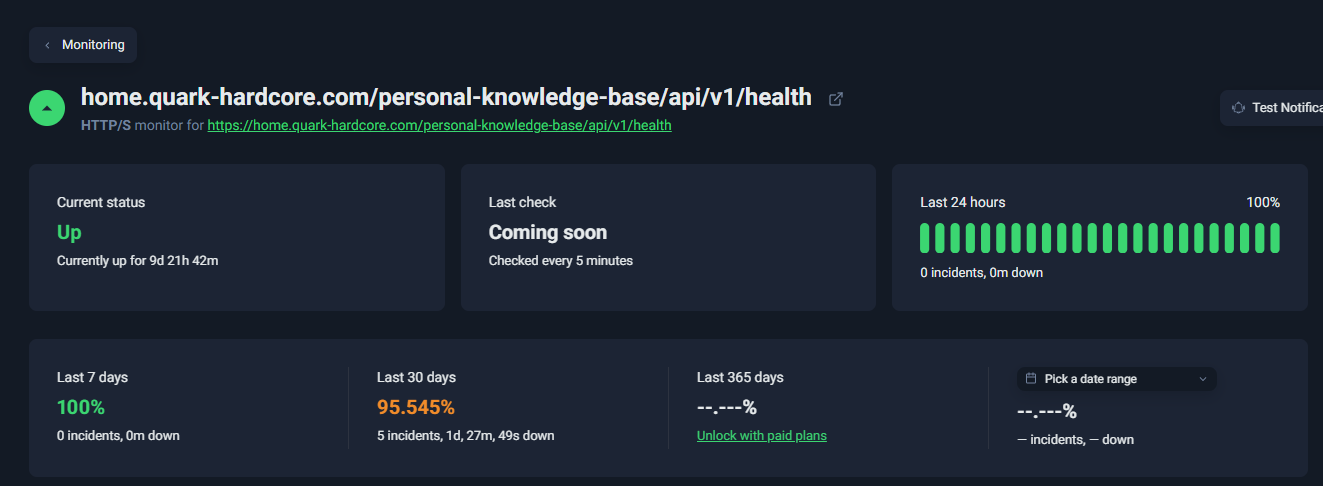 Monitoring
home.quark-hardcore.com/personal-knowledge-base/api/v1/health
HTTP/S monitor for https://home.quark-hardcore.com/personal-knowledge-base/api/v1/health
Test Notifica
Current status
Up
Currently up for 9d 21h 42m
Last check
Coming soon
Checked every 5 minutes
Last 24 hours 100%
0 incidents, 0m down
Last 7 days
100%
0 incidents, 0m down
Last 30 days
95.545%
5 incidents, 1d, 27m, 49s down
Last 365 days
--.---%
Unlock with paid plans
Pick a date range
--.---%
— incidents, — down